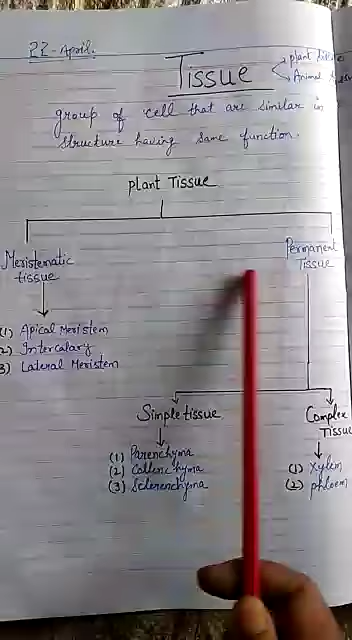 22-April.
Tissue
plant tissue
Animal
group of cell that are similar in
structure having same function.
plant Tissue
Meristematic
tissue
Permanent
Tissue
(1) Apical Meristem
2) Intercalary
3) Lateral Meristem
Simple tissue
Complex
Tissue
(1) Parenchyma
(2) Collenchyma
(3) Sclerenchyma
(1) Xylem
(2) phloem